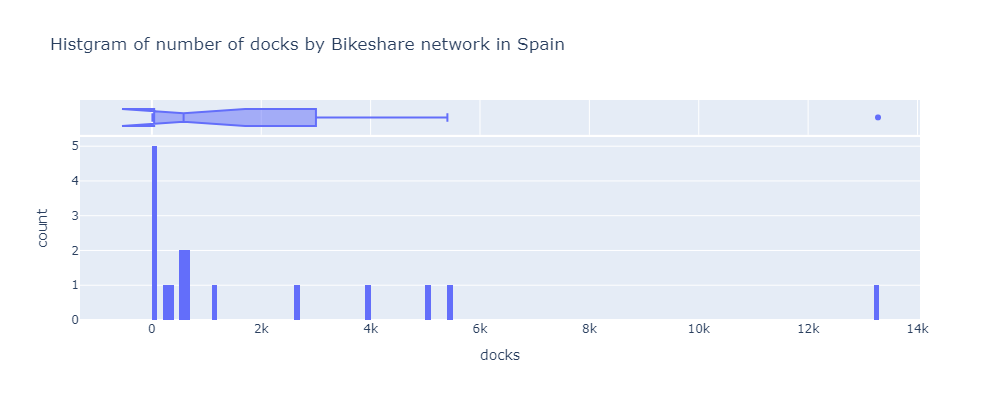 Histgram of number of docks by Bikeshare network in Spain
5
4
3
2
1
0
count
0 2k 4k 6k 8k 10k 12k 14k
docks